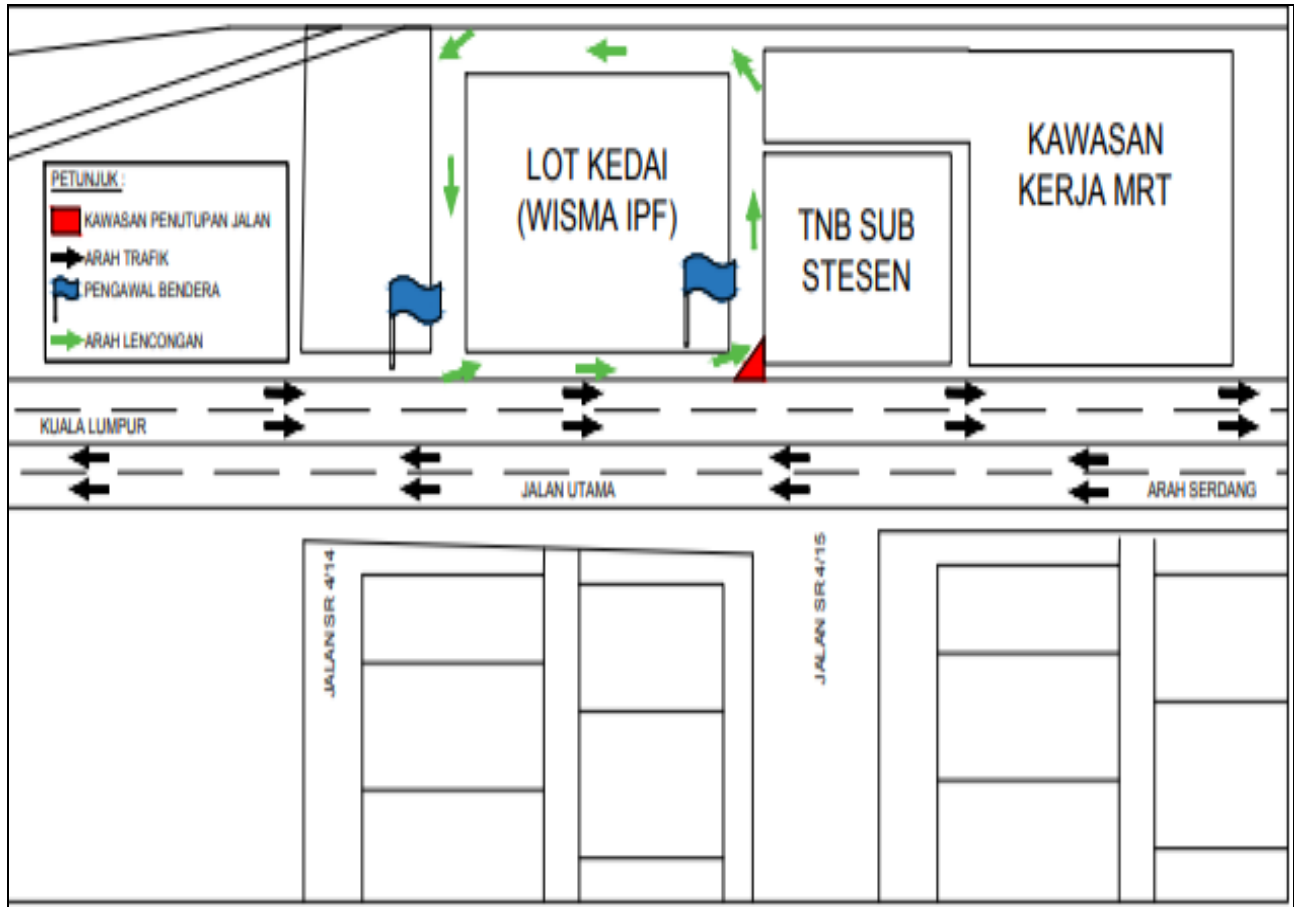 LOT KEDAI
(WISMA IPF)
KAWASAN
KERJA MRT
TNB SUB
STESEN
PETUNJUK :
KAWASAN PENUTUPAN JALAN
ARAH TRAFIK
PENGAWAL BENDERA
ARAH LENCONGAN
KUALA LUMPUR
JALAN UTAMA
ARAH SERDANG
JALAN SR 4/14
JALAN SR 4/15